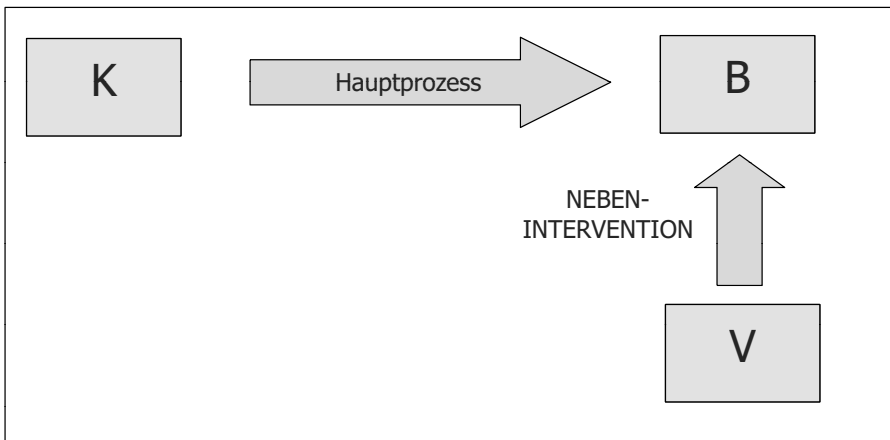 K
Hauptprozess
B
NEBEN-
INTERVENTION
V